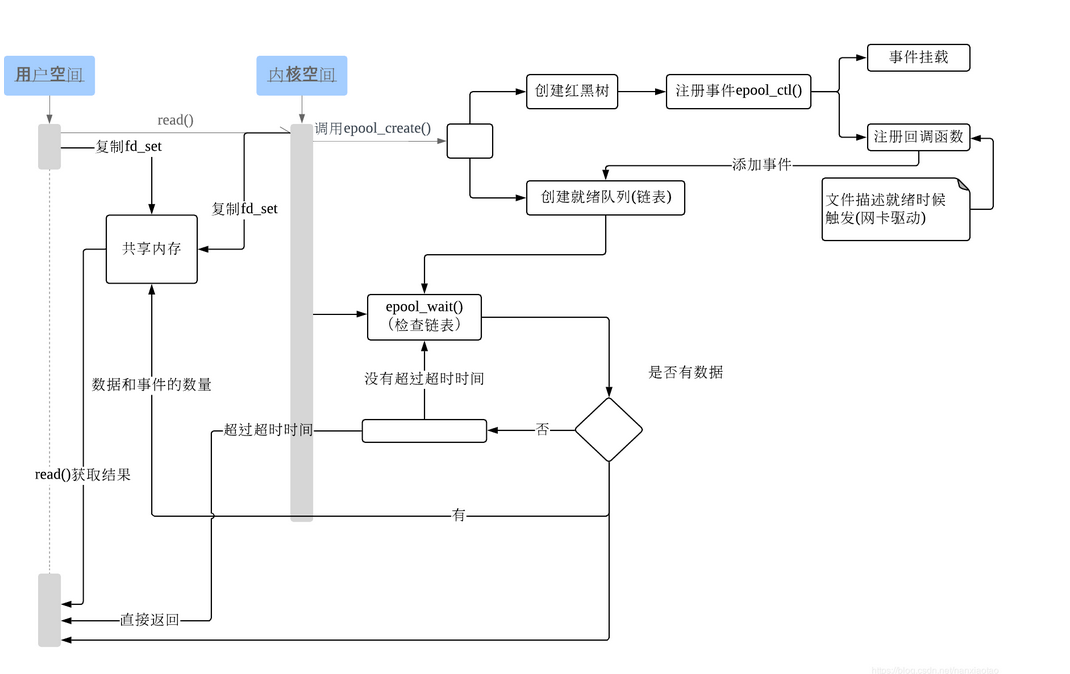 用户空间
内核空间
事件挂载
创建红黑树
注册事件epool_ctl()
read()
调用epool_create()
注册回调函数
复制fd_set
添加事件
创建就绪队列(链表)
文件描述就绪时候
触发(网卡驱动)
复制fd_set
共享内存
epool_wait()
（检查链表）
是否有数据
没有超过超时时间
数据和事件的数量
超过超时时间
否
read()获取结果
有
直接返回